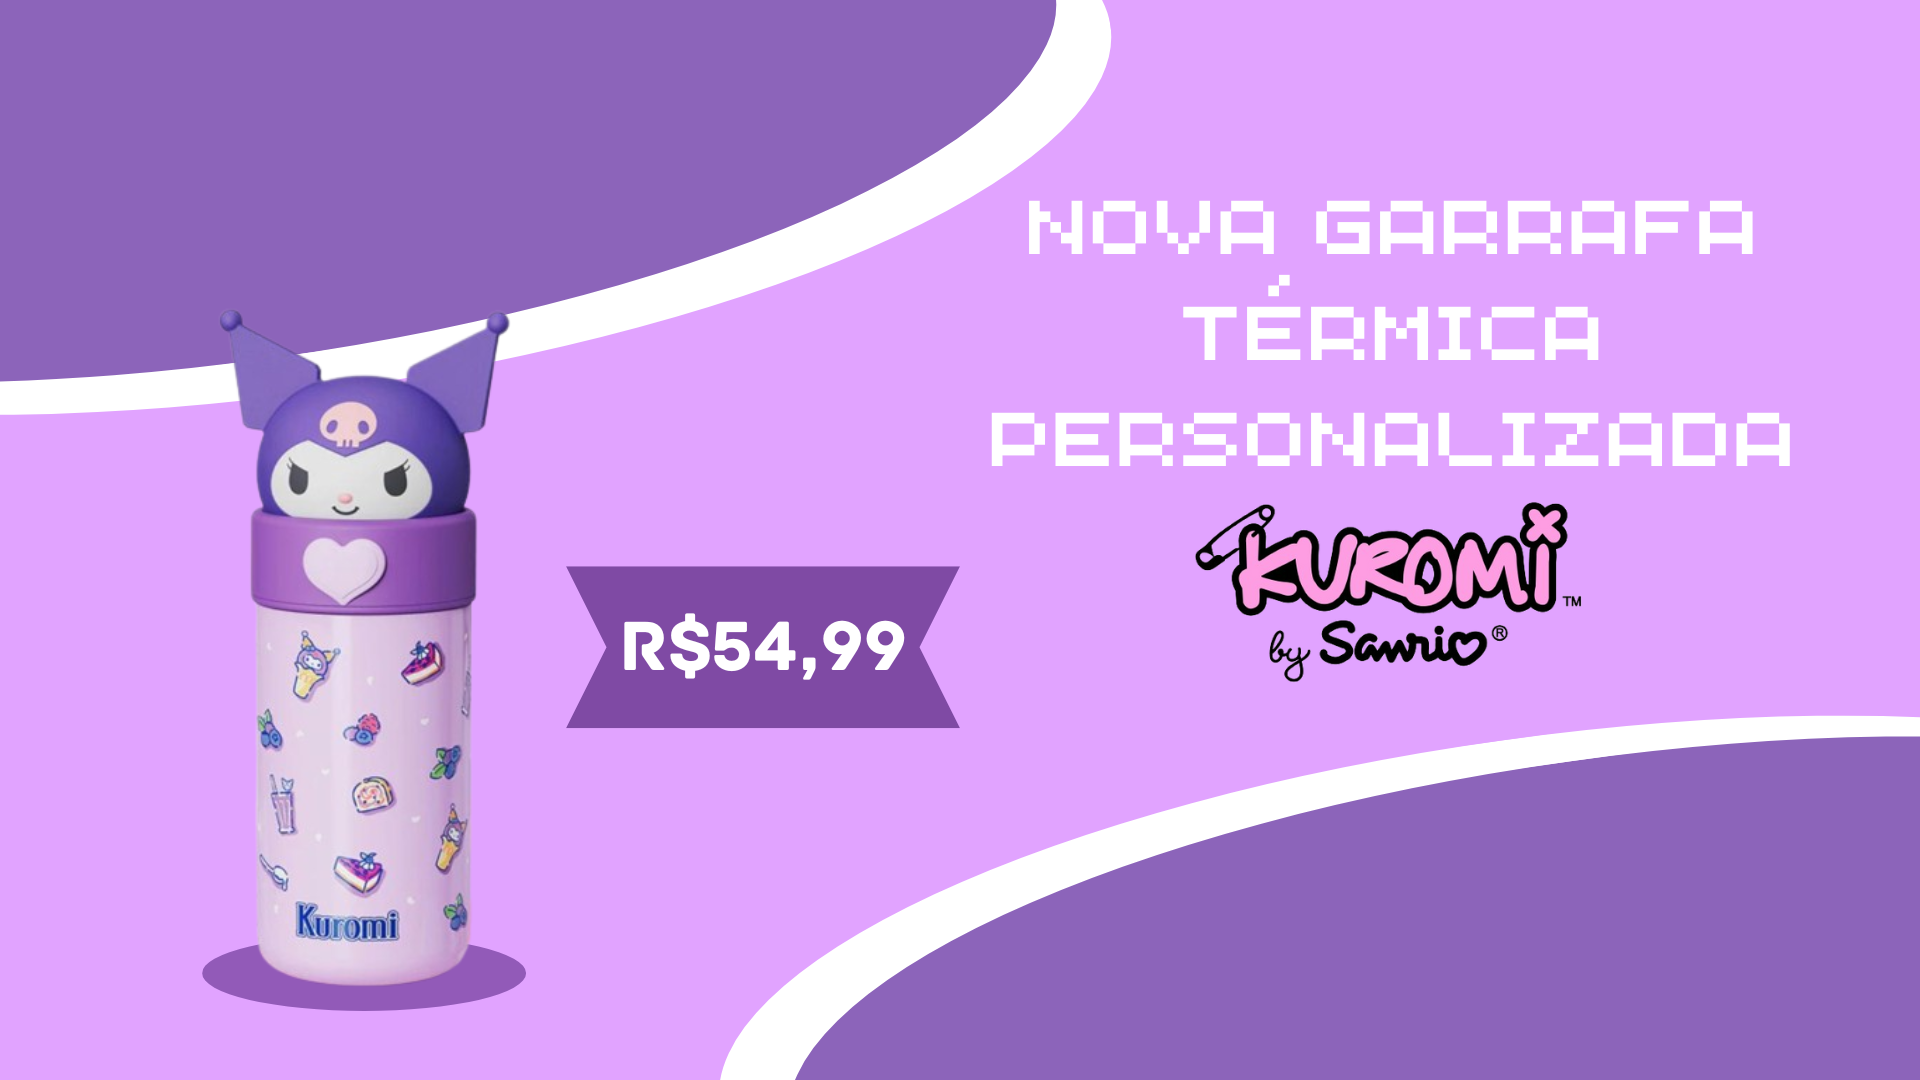 NOVA GARRAFA
TÉRMICA
PERSONALIZADA
KUROMI™
by Sanrio®
R$54,99
Kuromi